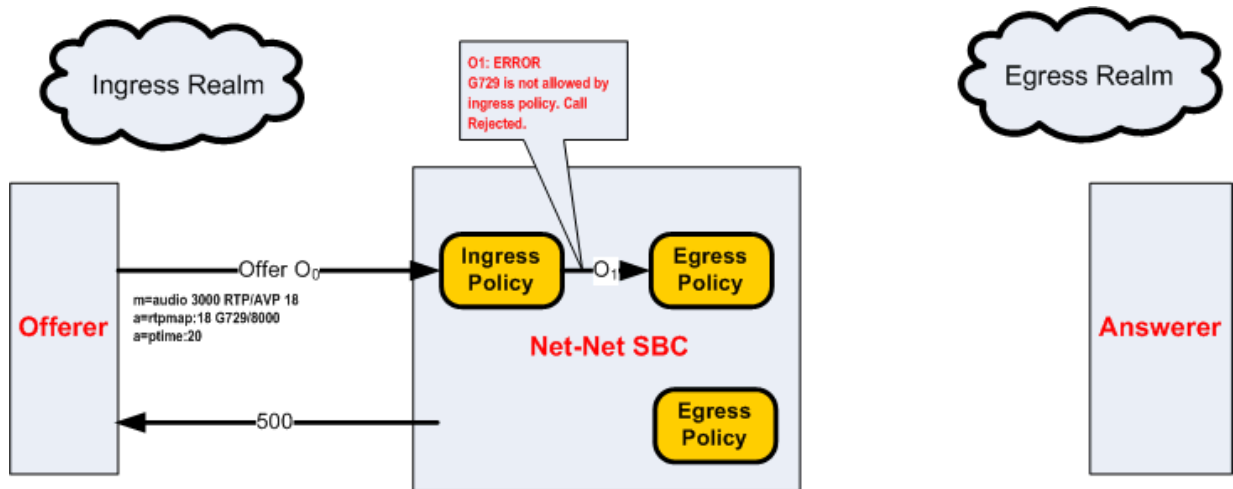 Ingress Realm
O1: ERROR
G729 is not allowed by
ingress policy. Call
Rejected.
Egress Realm
Offerer
Offer O₀
m=audio 3000 RTP/AVP 18
a=rtpmap:18 G729/8000
a=ptime:20
Ingress
Policy
O₁
Egress
Policy
Net-Net SBC
Answerer
500
Egress
Policy